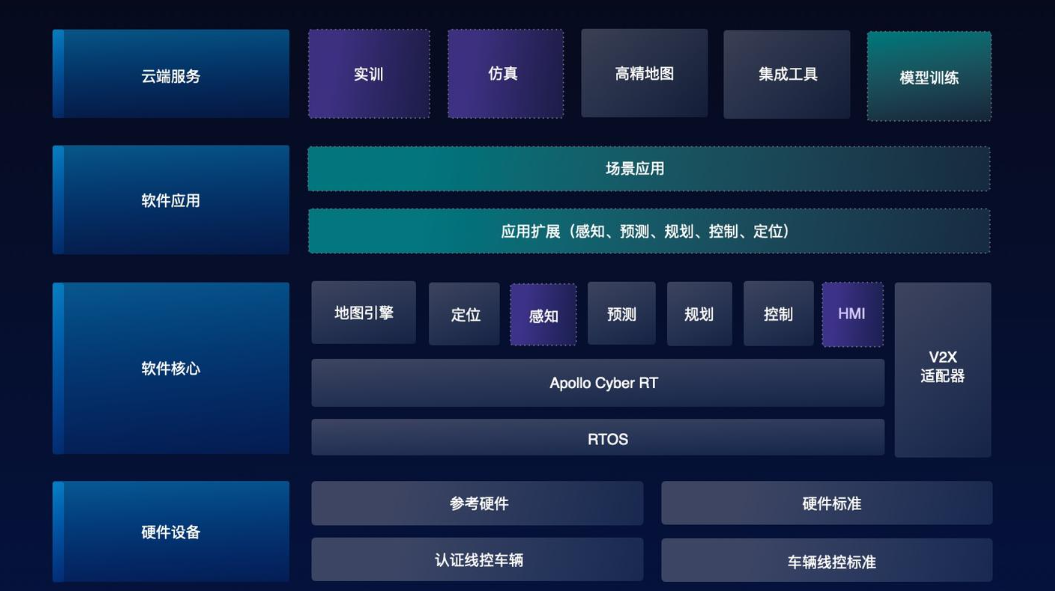 云端服务
实训
仿真
高精地图
集成工具
模型训练
软件应用
场景应用
应用扩展（感知、预测、规划、控制、定位）
软件核心
地图引擎
定位
感知
预测
规划
控制
HMI
V2X
适配器
Apollo Cyber RT
RTOS
硬件设备
参考硬件
硬件标准
认证线控车辆
车辆线控标准